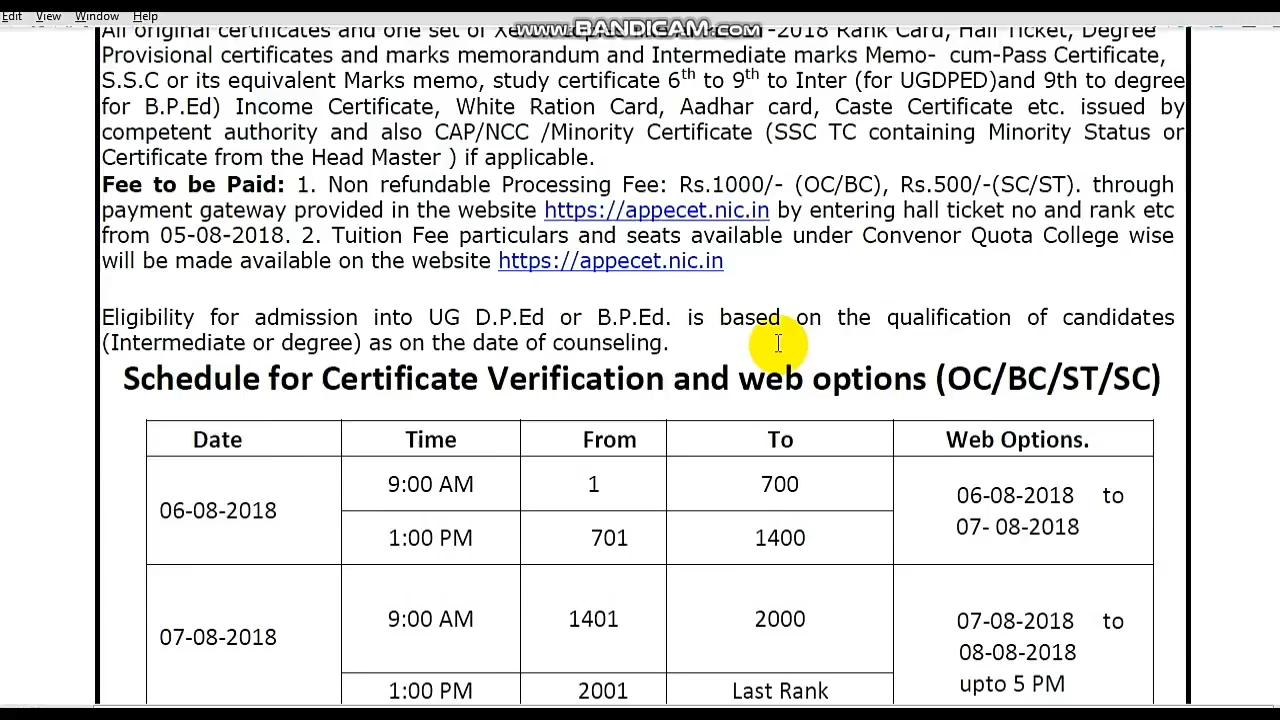 Edit View Window Help
www.BANDICAM.com
All original certificates and one set of -2018 Rank Card, Hall Ticket, Degree
Provisional certificates and marks memorandum and Intermediate marks Memo- cum-Pass Certificate,
S.S.C or its equivalent Marks memo, study certificate 6th to 9th to Inter (for UGDPED)and 9th to degree
for B.P.Ed) Income Certificate, White Ration Card, Aadhar card, Caste Certificate etc. issued by
competent authority and also CAP/NCC /Minority Certificate (SSC TC containing Minority Status or
Certificate from the Head Master ) if applicable.
Fee to be Paid: 1. Non refundable Processing Fee: Rs.1000/- (OC/BC), Rs.500/-(SC/ST). through
payment gateway provided in the website https://appecet.nic.in by entering hall ticket no and rank etc
from 05-08-2018. 2. Tuition Fee particulars and seats available under Convenor Quota College wise
will be made available on the website https://appecet.nic.in
Eligibility for admission into UG D.P.Ed or B.P.Ed. is based on the qualification of candidates
(Intermediate or degree) as on the date of counseling.
Schedule for Certificate Verification and web options (OC/BC/ST/SC)
Date Time From To Web Options.
06-08-2018 9:00 AM 1 700 06-08-2018 to
07- 08-2018
1:00 PM 701 1400
07-08-2018 9:00 AM 1401 2000 07-08-2018 to
08-08-2018
upto 5 PM
1:00 PM 2001 Last Rank